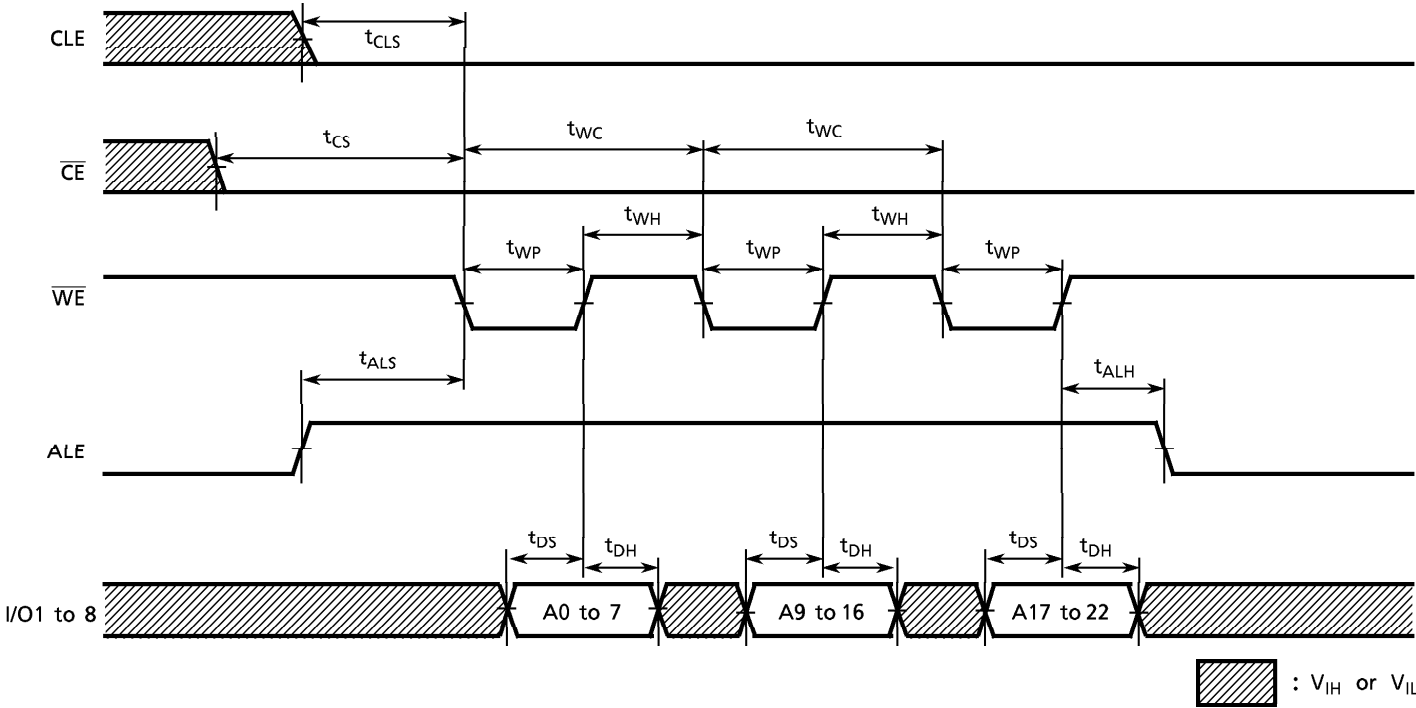 CLE
tCLS
CE
tCS
tWC
tWC
tWH
tWH
WE
tWP
tWP
tWP
tALS
tALH
ALE
tDS
tDH
tDS
tDH
tDS
tDH
I/O1 to 8
A0 to 7
A9 to 16
A17 to 22
: VIH or VIL